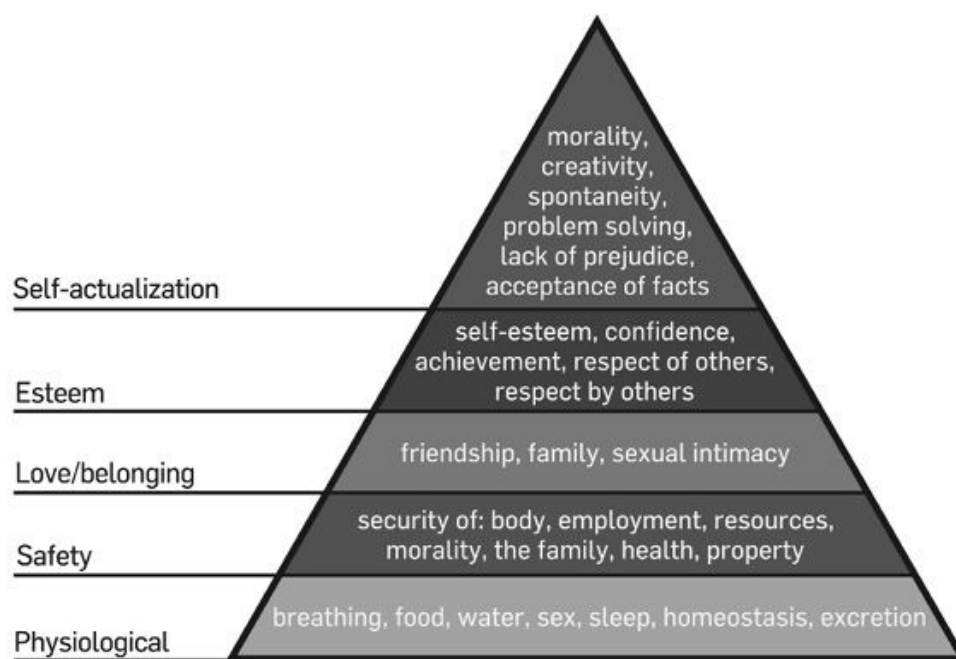 morality,
creativity,
spontaneity,
problem solving,
lack of prejudice,
acceptance of facts
Self-actualization
self-esteem, confidence,
achievement, respect of others,
respect by others
Esteem
friendship, family, sexual intimacy
Love/belonging
security of: body, employment, resources,
morality, the family, health, property
Safety
breathing, food, water, sex, sleep, homeostasis, excretion
Physiological